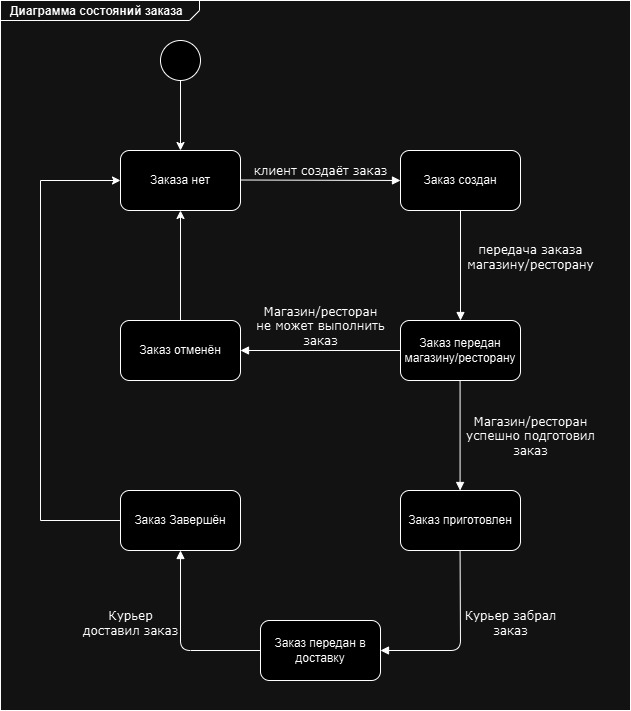 Диаграмма состояний заказа
Заказа нет
клиент создаёт заказ
Заказ создан
передача заказа
магазину/ресторану
Магазин/ресторан
не может выполнить
заказ
Заказ отменён
Заказ передан
магазину/ресторану
Магазин/ресторан
успешно подготовил
заказ
Заказ Завершён
Заказ приготовлен
Курьер
доставил заказ
Курьер забрал
заказ
Заказ передан в
доставку